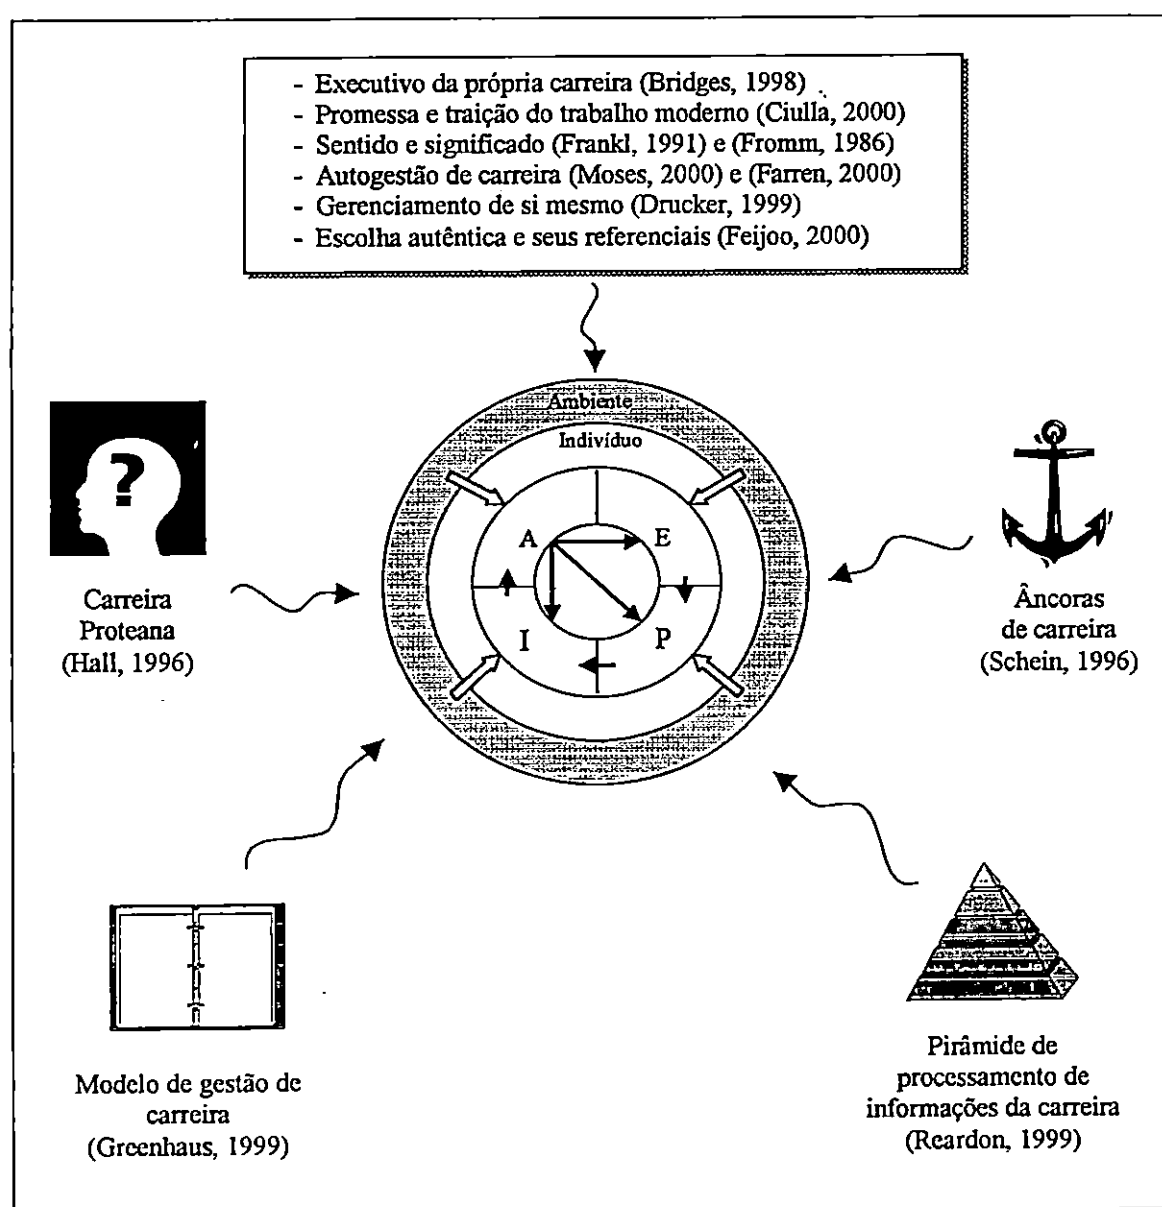 - Executivo da própria carreira (Bridges, 1998)
- Promessa e traição do trabalho moderno (Ciulla, 2000)
- Sentido e significado (Frankl, 1991) e (Fromm, 1986)
- Autogestão de carreira (Moses, 2000) e (Farren, 2000)
- Gerenciamento de si mesmo (Drucker, 1999)
- Escolha autêntica e seus referenciais (Feijoo, 2000)
Ambiente
Indivíduo
?
A
E
I
P
Carreira
Proteana
(Hall, 1996)
Âncoras
de carreira
(Schein, 1996)
Modelo de gestão de
carreira
(Greenhaus, 1999)
Pirâmide de
processamento de
informações da carreira
(Reardon, 1999)